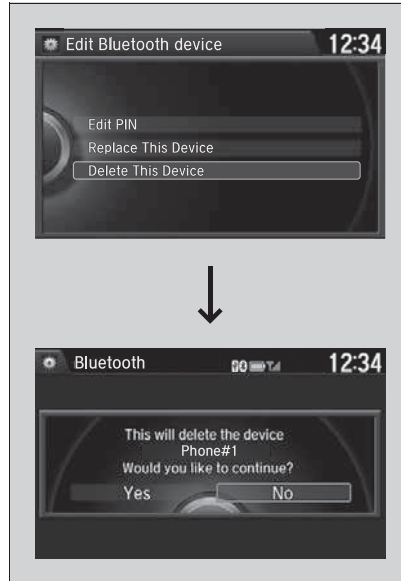 Edit Bluetooth device
12:34
Edit PIN
Replace This Device
Delete This Device
Bluetooth
12:34
This will delete the device
Phone#1
Would you like to continue?
Yes
No